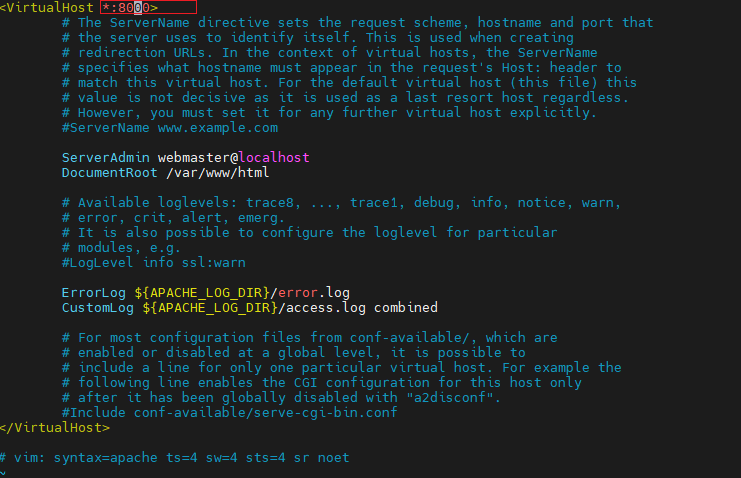 <VirtualHost *:8000>
# The ServerName directive sets the request scheme, hostname and port that
# the server uses to identify itself. This is used when creating
# redirection URLs. In the context of virtual hosts, the ServerName
# specifies what hostname must appear in the request's Host: header to
# match this virtual host. For the default virtual host (this file) this
# value is not decisive as it is used as a last resort host regardless.
# However, you must set it for any further virtual host explicitly.
#ServerName www.example.com
ServerAdmin webmaster@localhost
DocumentRoot /var/www/html
# Available loglevels: trace8, ..., trace1, debug, info, notice, warn,
# error, crit, alert, emerg.
# It is also possible to configure the loglevel for particular
# modules, e.g.
#LogLevel info ssl:warn
ErrorLog ${APACHE_LOG_DIR}/error.log
CustomLog ${APACHE_LOG_DIR}/access.log combined
# For most configuration files from conf-available/, which are
# enabled or disabled at a global level, it is possible to
# include a line for only one particular virtual host. For example the
# following line enables the CGI configuration for this host only
# after it has been globally disabled with "a2disconf".
#Include conf-available/serve-cgi-bin.conf
</VirtualHost>
# vim: syntax=apache ts=4 sw=4 sts=4 sr noet
~